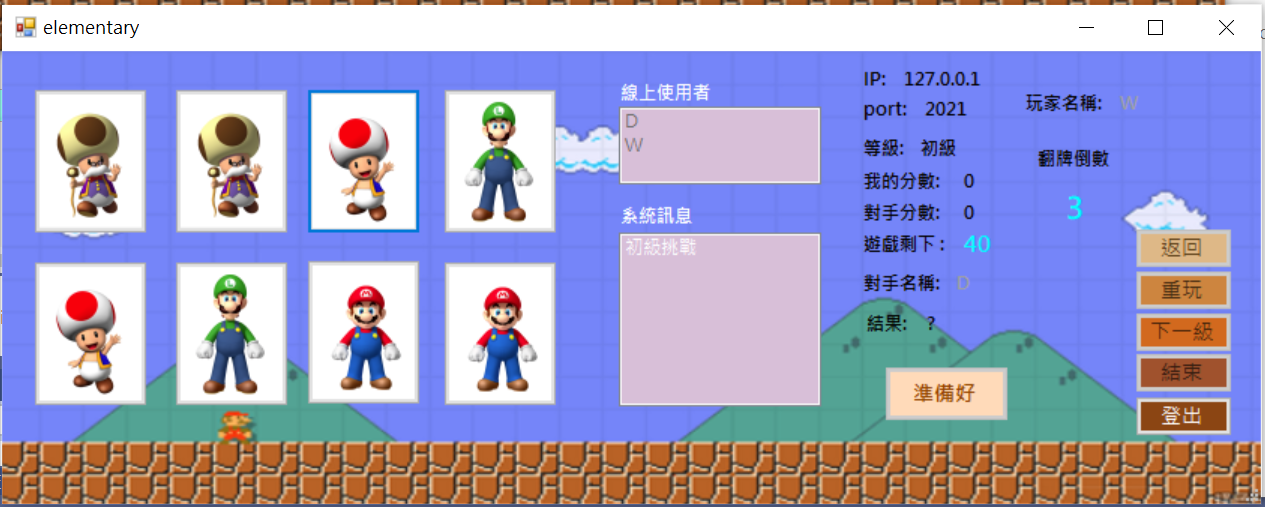 elementary
線上使用者
D
W
系統訊息
初級挑戰
IP: 127.0.0.1
port: 2021
玩家名稱: W
等級: 初級
翻牌倒數
3
我的分數: 0
對手分數: 0
遊戲剩下: 40
對手名稱: D
結果: ?
準備好
返回
重玩
下一級
結束
登出